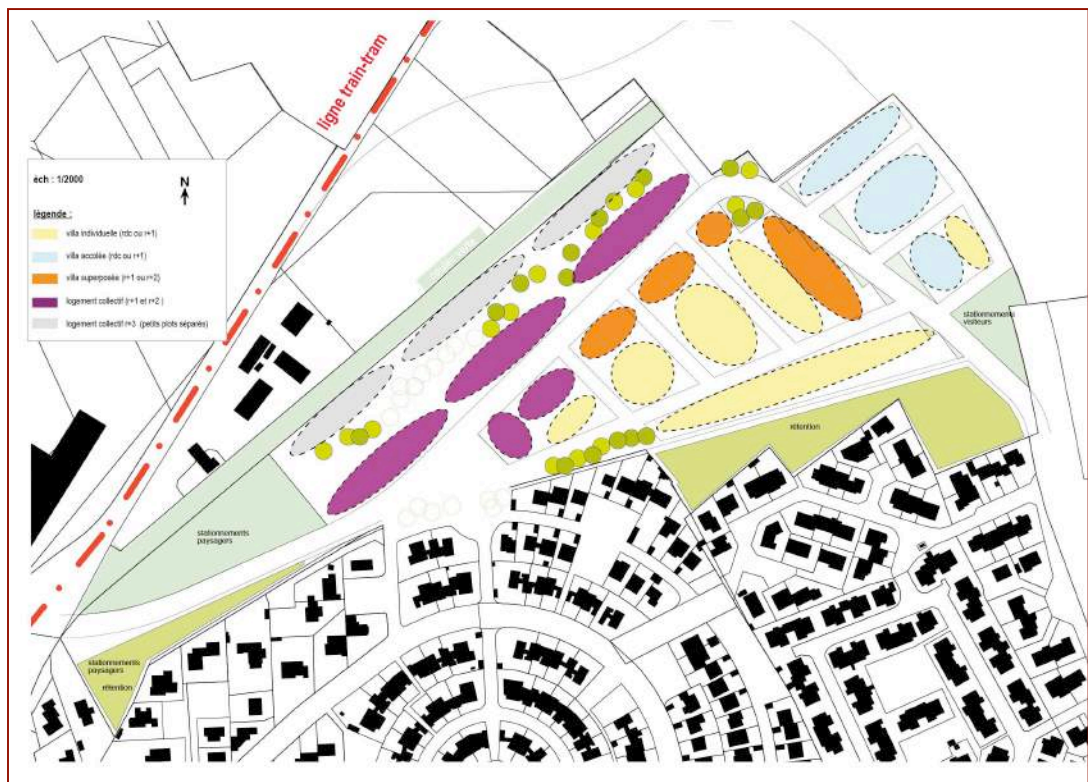 ligne train-tram
éch : 1/2000
N
légende :
villa individuelle (rdc ou r+1)
villa accolée (rdc ou r+1)
villa superposée (r+1 ou r+2)
logement collectif (r+1 et r+2 )
logement collectif r+3 (petits plots séparés)
stationnements
visiteurs
rétention
stationnements
paysagers
stationnements
paysagers
rétention